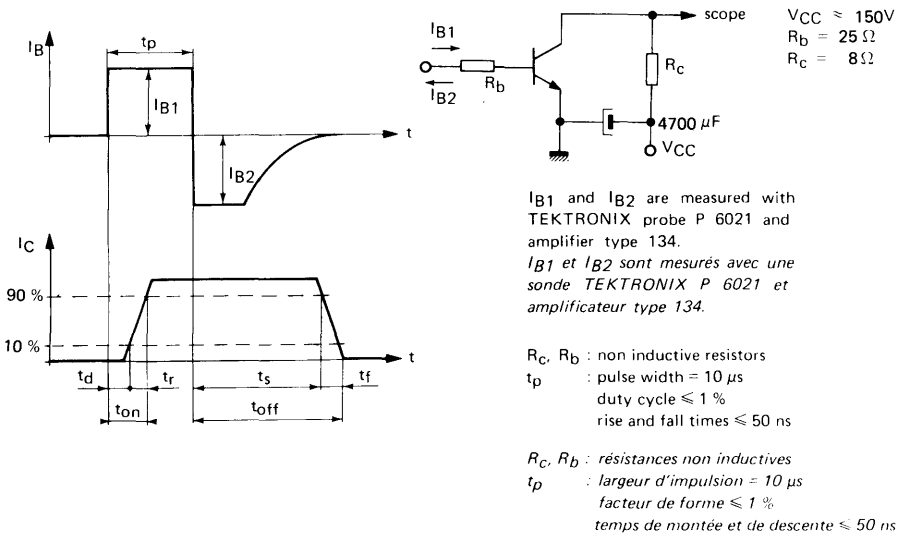 IB
tp
IB1
t
IB2
IC
90 %
10 %
t
td
tr
ts
tf
ton
toff
IB1
IB2
Rb
scope
Rc
4700 µF
VCC
VCC ≈ 150V
Rb = 25 Ω
Rc = 8Ω
IB1 and IB2 are measured with
TEKTRONIX probe P 6021 and
amplifier type 134.
IB1 et IB2 sont mesurés avec une
sonde TEKTRONIX P 6021 et
amplificateur type 134.
Rc, Rb : non inductive resistors
tp : pulse width = 10 µs
duty cycle ⩽ 1 %
rise and fall times ⩽ 50 ns
Rc, Rb : résistances non inductives
tp : largeur d'impulsion = 10 µs
facteur de forme ⩽ 1 %
temps de montée et de descente ⩽ 50 ns